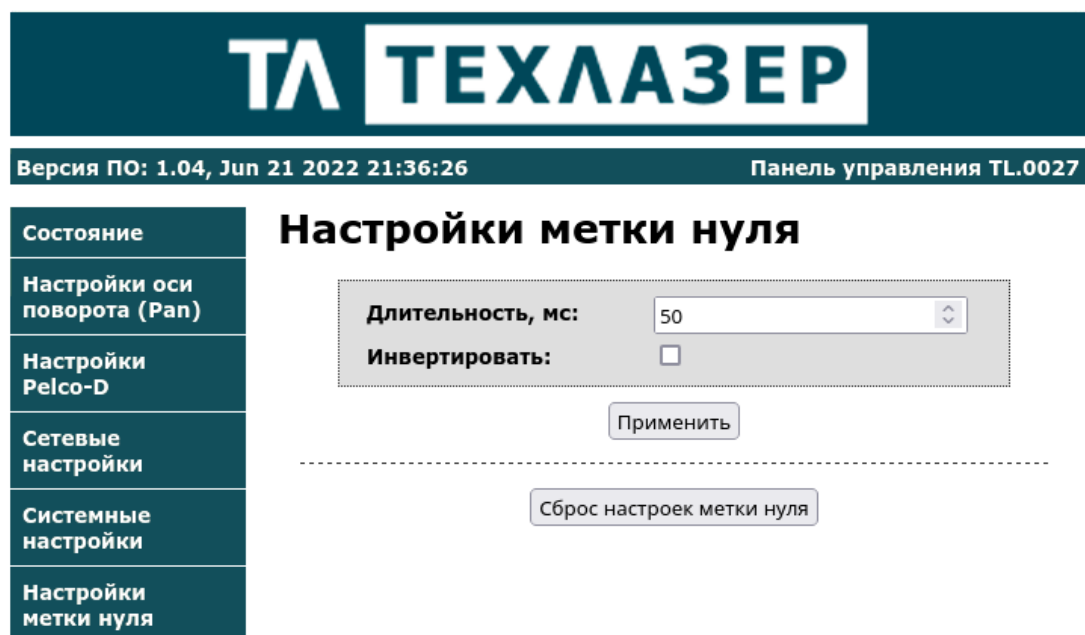 ТЛ ТЕХЛАЗЕР
Версия ПО: 1.04, Jun 21 2022 21:36:26
Панель управления TL.0027
Состояние
Настройки оси
поворота (Pan)
Настройки
Pelco-D
Сетевые
настройки
Системные
настройки
Настройки
метки нуля
Настройки метки нуля
Длительность, мс: 50
Инвертировать:
Применить
Сброс настроек метки нуля